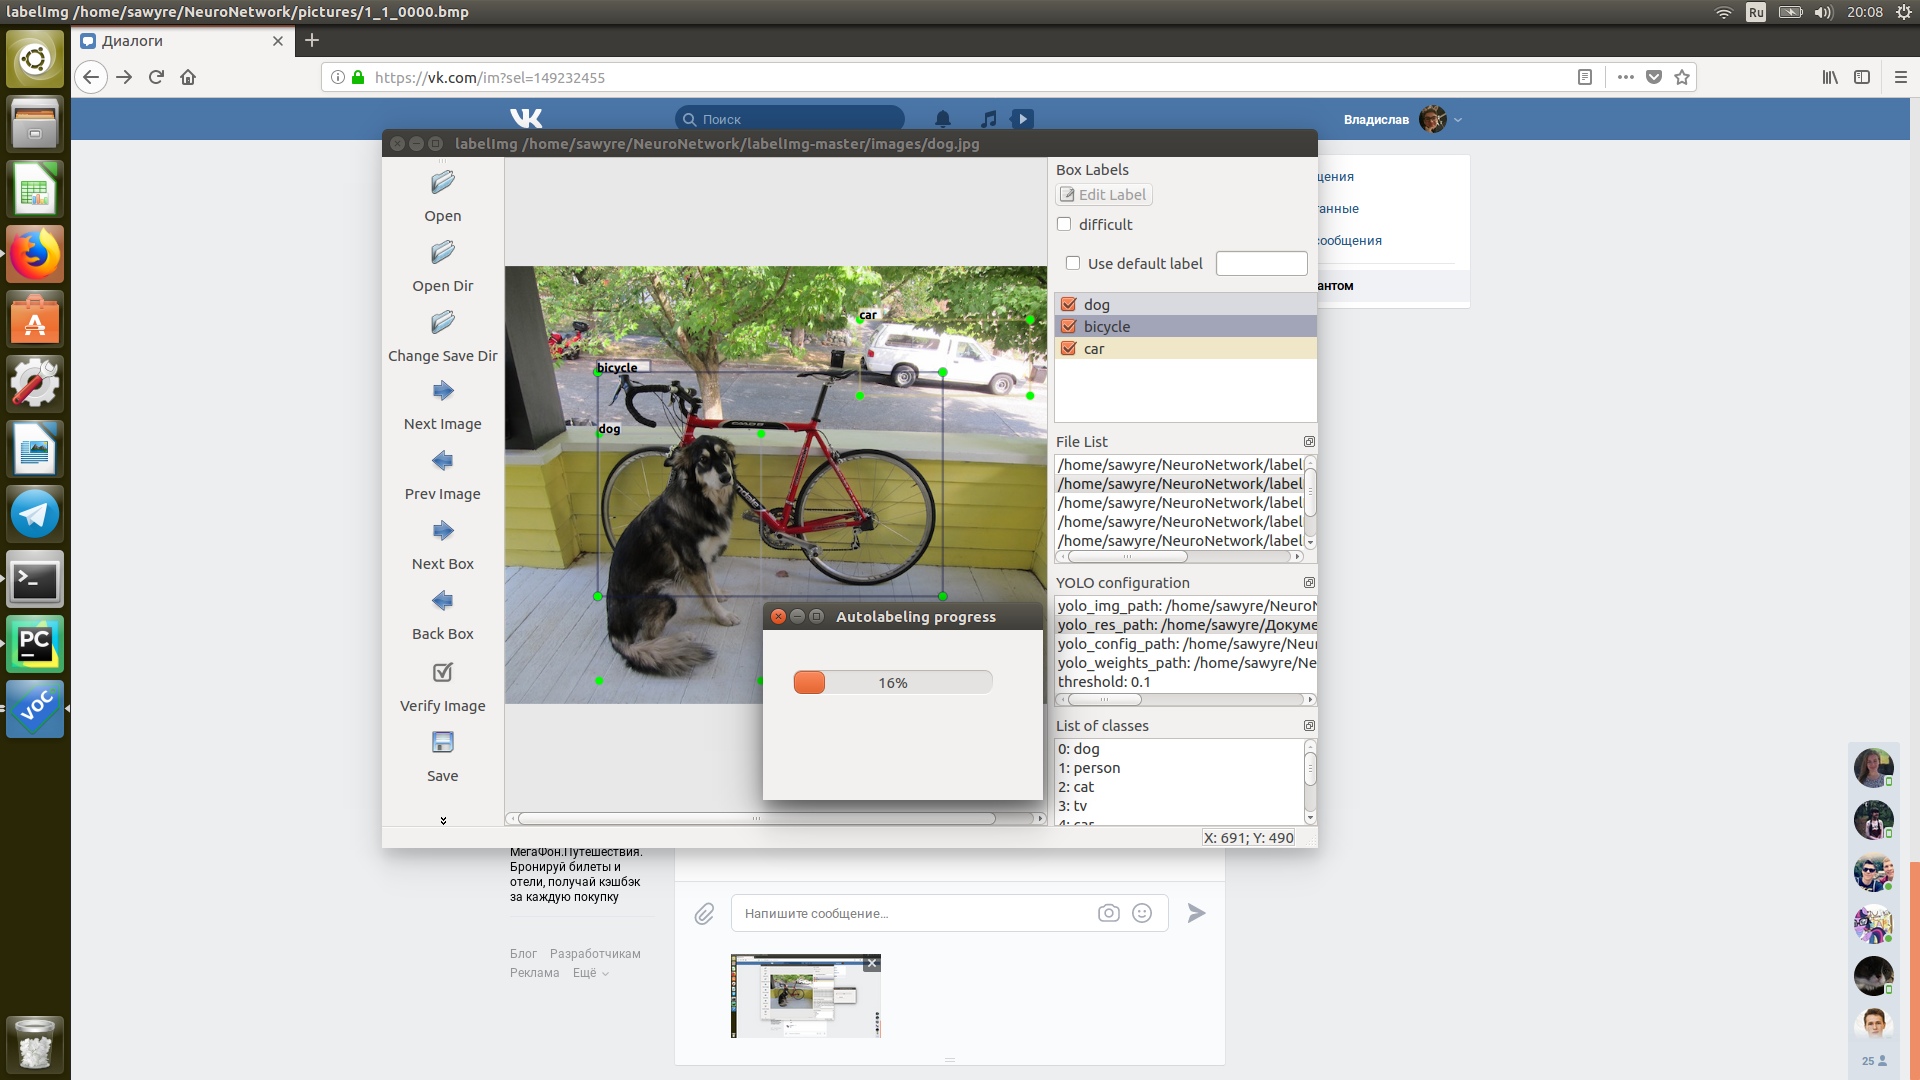 labelImg /home/sawyre/NeuroNetwork/pictures/1_1_0000.bmp
Ru
20:08
Диалоги
https://vk.com/im?sel=149232455
Поиск
Владислав
labelImg /home/sawyre/NeuroNetwork/labelImg-master/images/dog.jpg
Open
Open Dir
Change Save Dir
Next Image
Prev Image
Next Box
Back Box
Verify Image
Save
car
bicycle
dog
Autolabeling progress
16%
Box Labels
Edit Label
difficult
Use default label
dog
bicycle
car
File List
/home/sawyre/NeuroNetwork/label
/home/sawyre/NeuroNetwork/label
/home/sawyre/NeuroNetwork/label
/home/sawyre/NeuroNetwork/label
/home/sawyre/NeuroNetwork/label
YOLO configuration
yolo_img_path: /home/sawyre/NeuroN
yolo_res_path: /home/sawyre/Докуме
yolo_config_path: /home/sawyre/Neu
yolo_weights_path: /home/sawyre/Ne
threshold: 0.1
List of classes
0: dog
1: person
2: cat
3: tv
4: car
X: 691; Y: 490
щения
танные
сообщения
антом
PC
VOC
МегаФон.Путешествия.
Бронируй билеты и
отели, получай кэшбэк
за каждую покупку
Блог Разработчикам
Реклама Ещё
Напишите сообщение...
25